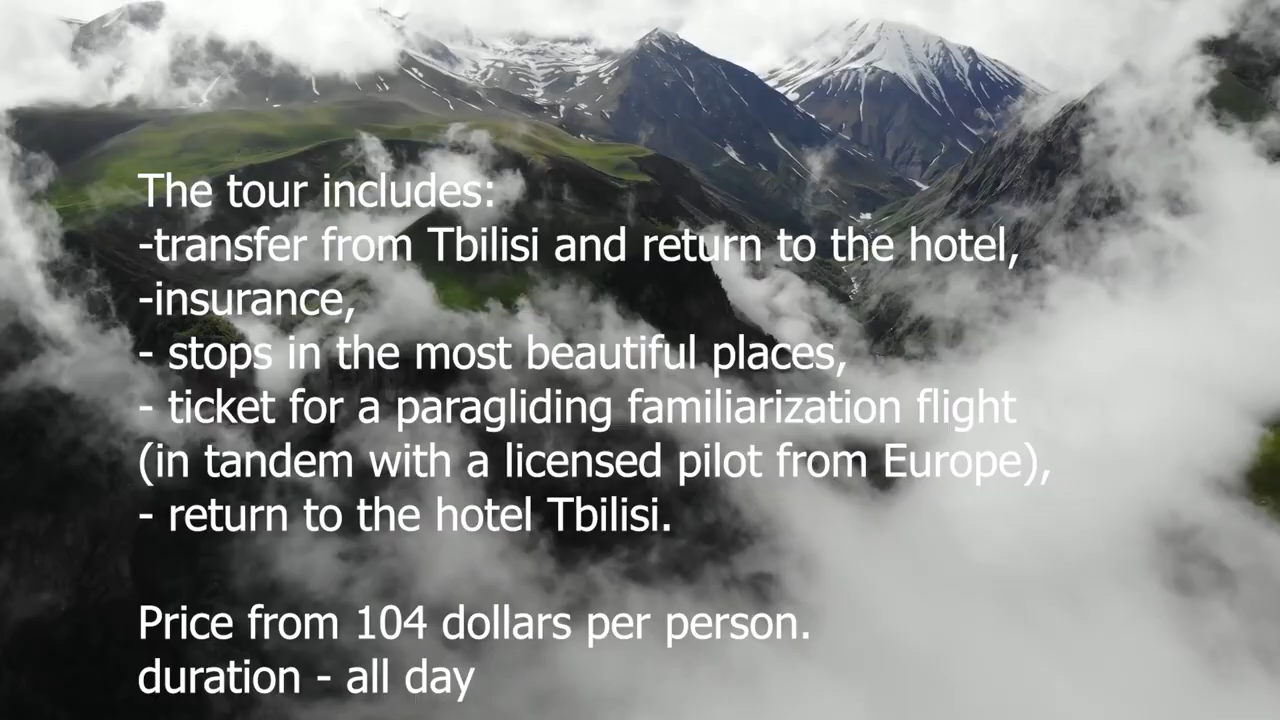 The tour includes:
-transfer from Tbilisi and return to the hotel,
-insurance,
- stops in the most beautiful places,
- ticket for a paragliding familiarization flight
(in tandem with a licensed pilot from Europe),
- return to the hotel Tbilisi.
Price from 104 dollars per person.
duration - all day